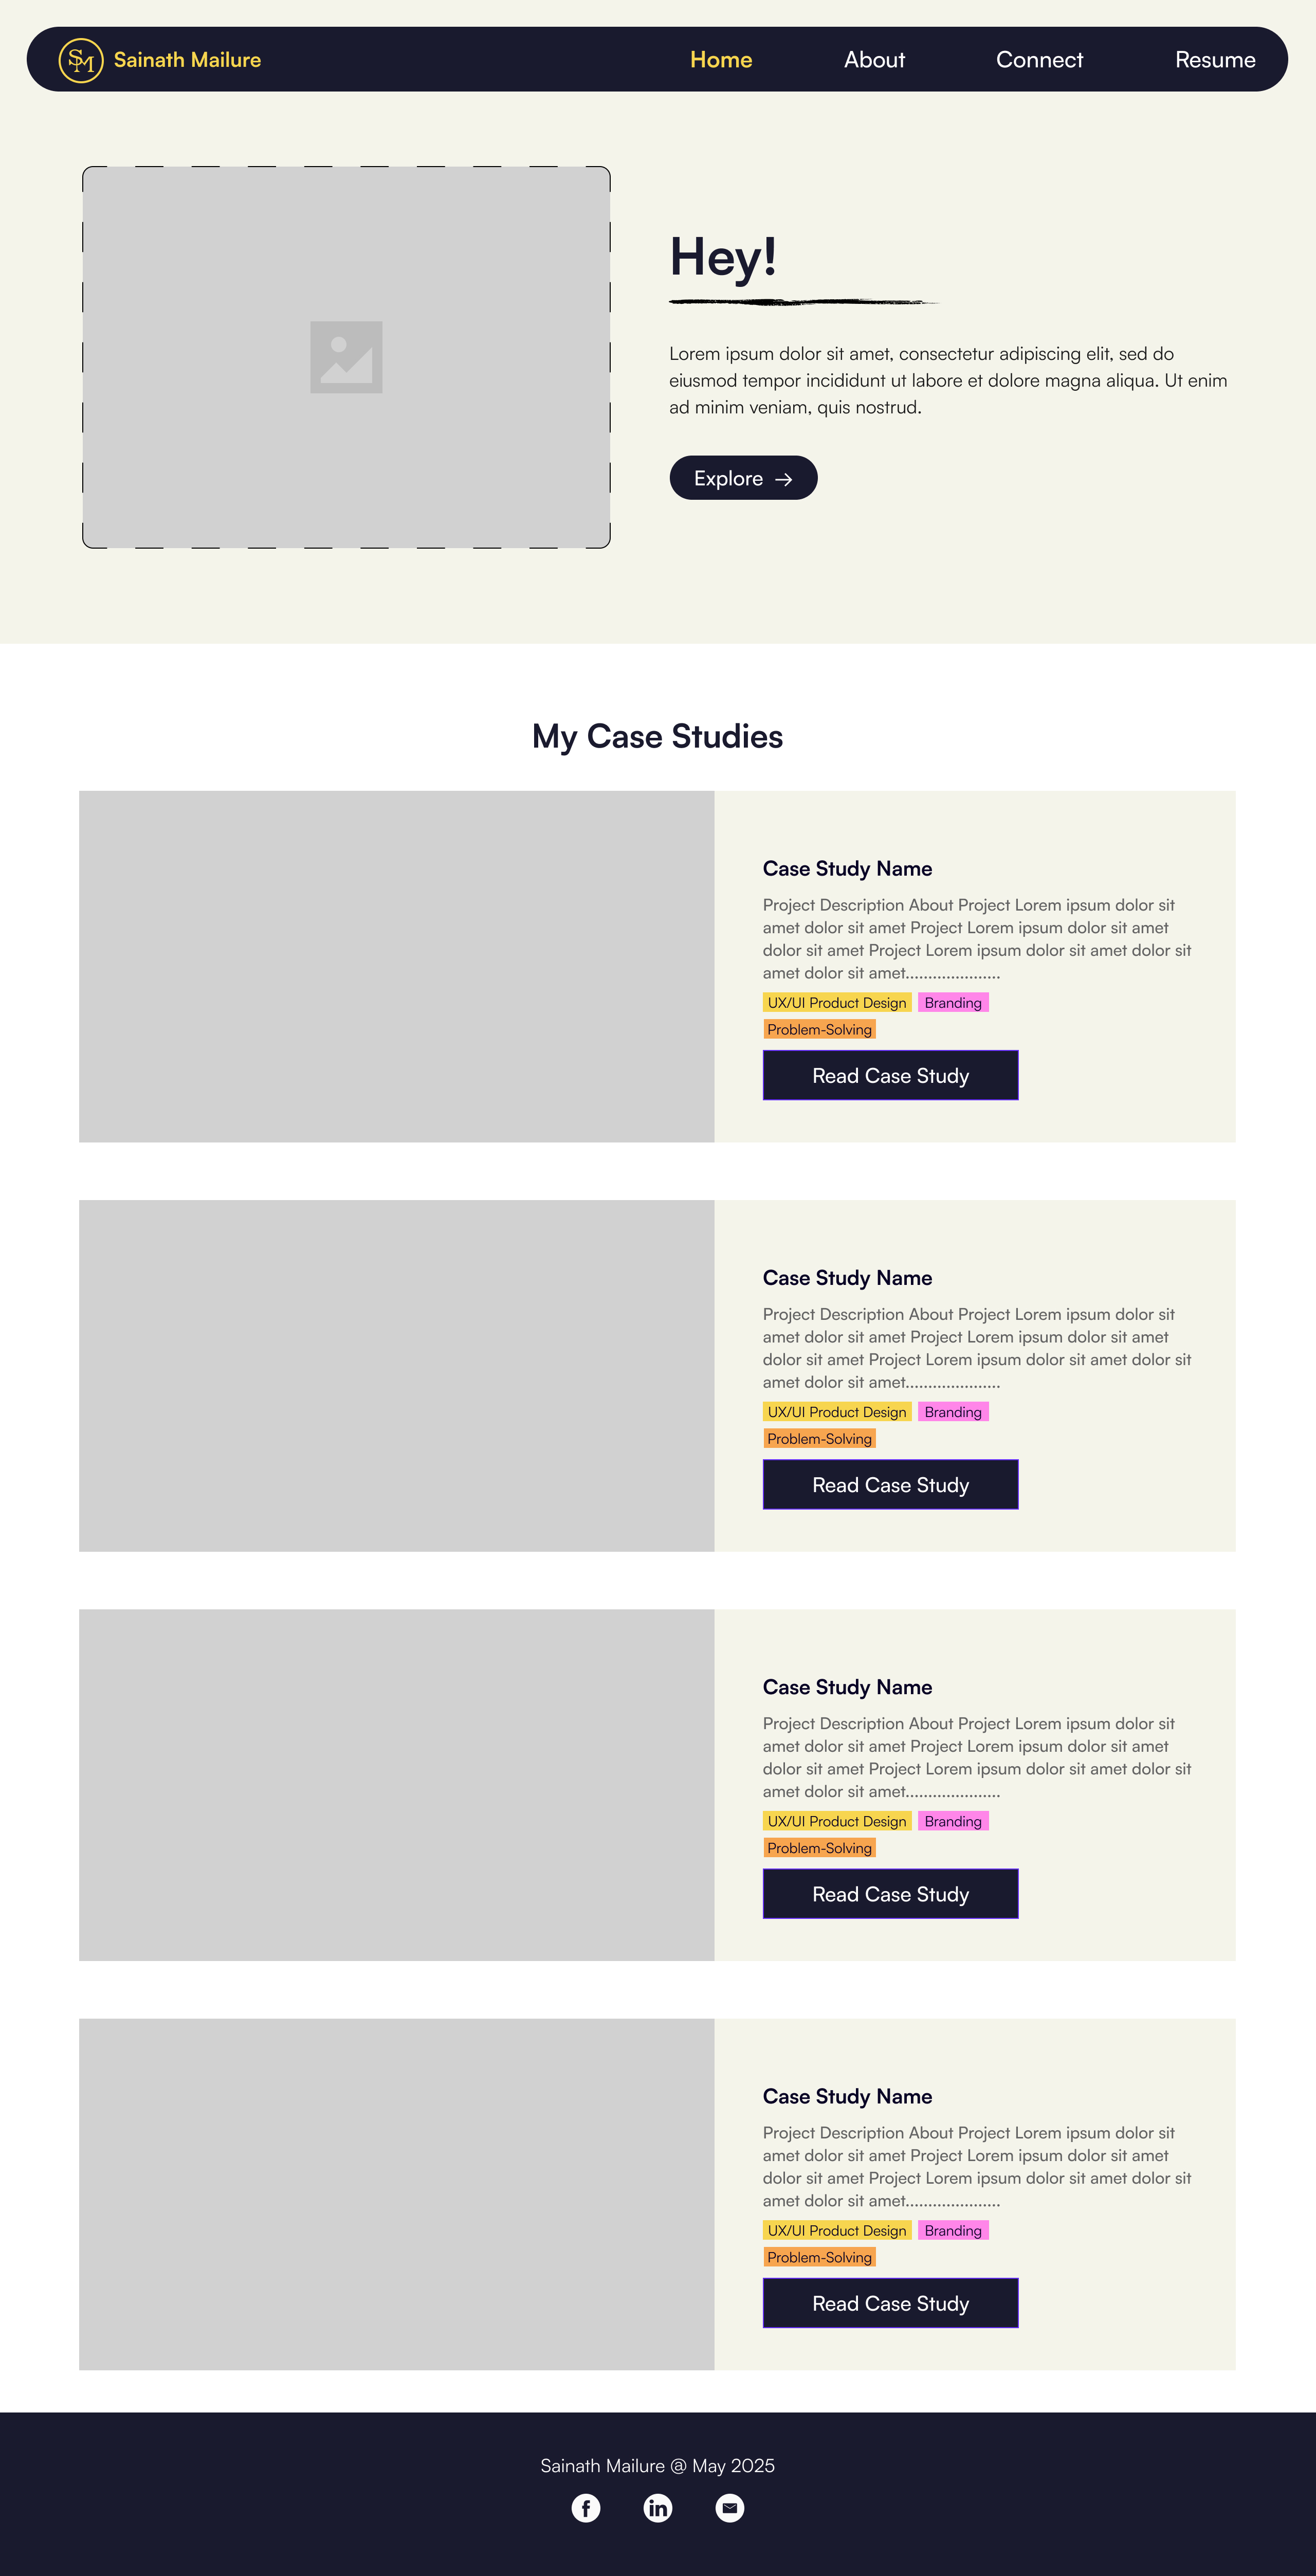 SM Sainath Mailure Home About Connect Resume
Hey!
Lorem ipsum dolor sit amet, consectetur adipiscing elit, sed do
eiusmod tempor incididunt ut labore et dolore magna aliqua. Ut enim
ad minim veniam, quis nostrud.
Explore →
My Case Studies
Case Study Name
Project Description About Project Lorem ipsum dolor sit
amet dolor sit amet Project Lorem ipsum dolor sit amet
dolor sit amet Project Lorem ipsum dolor sit amet dolor sit
amet dolor sit amet.....................
UX/UI Product Design Branding
Problem-Solving
Read Case Study
Case Study Name
Project Description About Project Lorem ipsum dolor sit
amet dolor sit amet Project Lorem ipsum dolor sit amet
dolor sit amet Project Lorem ipsum dolor sit amet dolor sit
amet dolor sit amet.....................
UX/UI Product Design Branding
Problem-Solving
Read Case Study
Case Study Name
Project Description About Project Lorem ipsum dolor sit
amet dolor sit amet Project Lorem ipsum dolor sit amet
dolor sit amet Project Lorem ipsum dolor sit amet dolor sit
amet dolor sit amet.....................
UX/UI Product Design Branding
Problem-Solving
Read Case Study
Case Study Name
Project Description About Project Lorem ipsum dolor sit
amet dolor sit amet Project Lorem ipsum dolor sit amet
dolor sit amet Project Lorem ipsum dolor sit amet dolor sit
amet dolor sit amet.....................
UX/UI Product Design Branding
Problem-Solving
Read Case Study
Sainath Mailure @ May 2025
f in